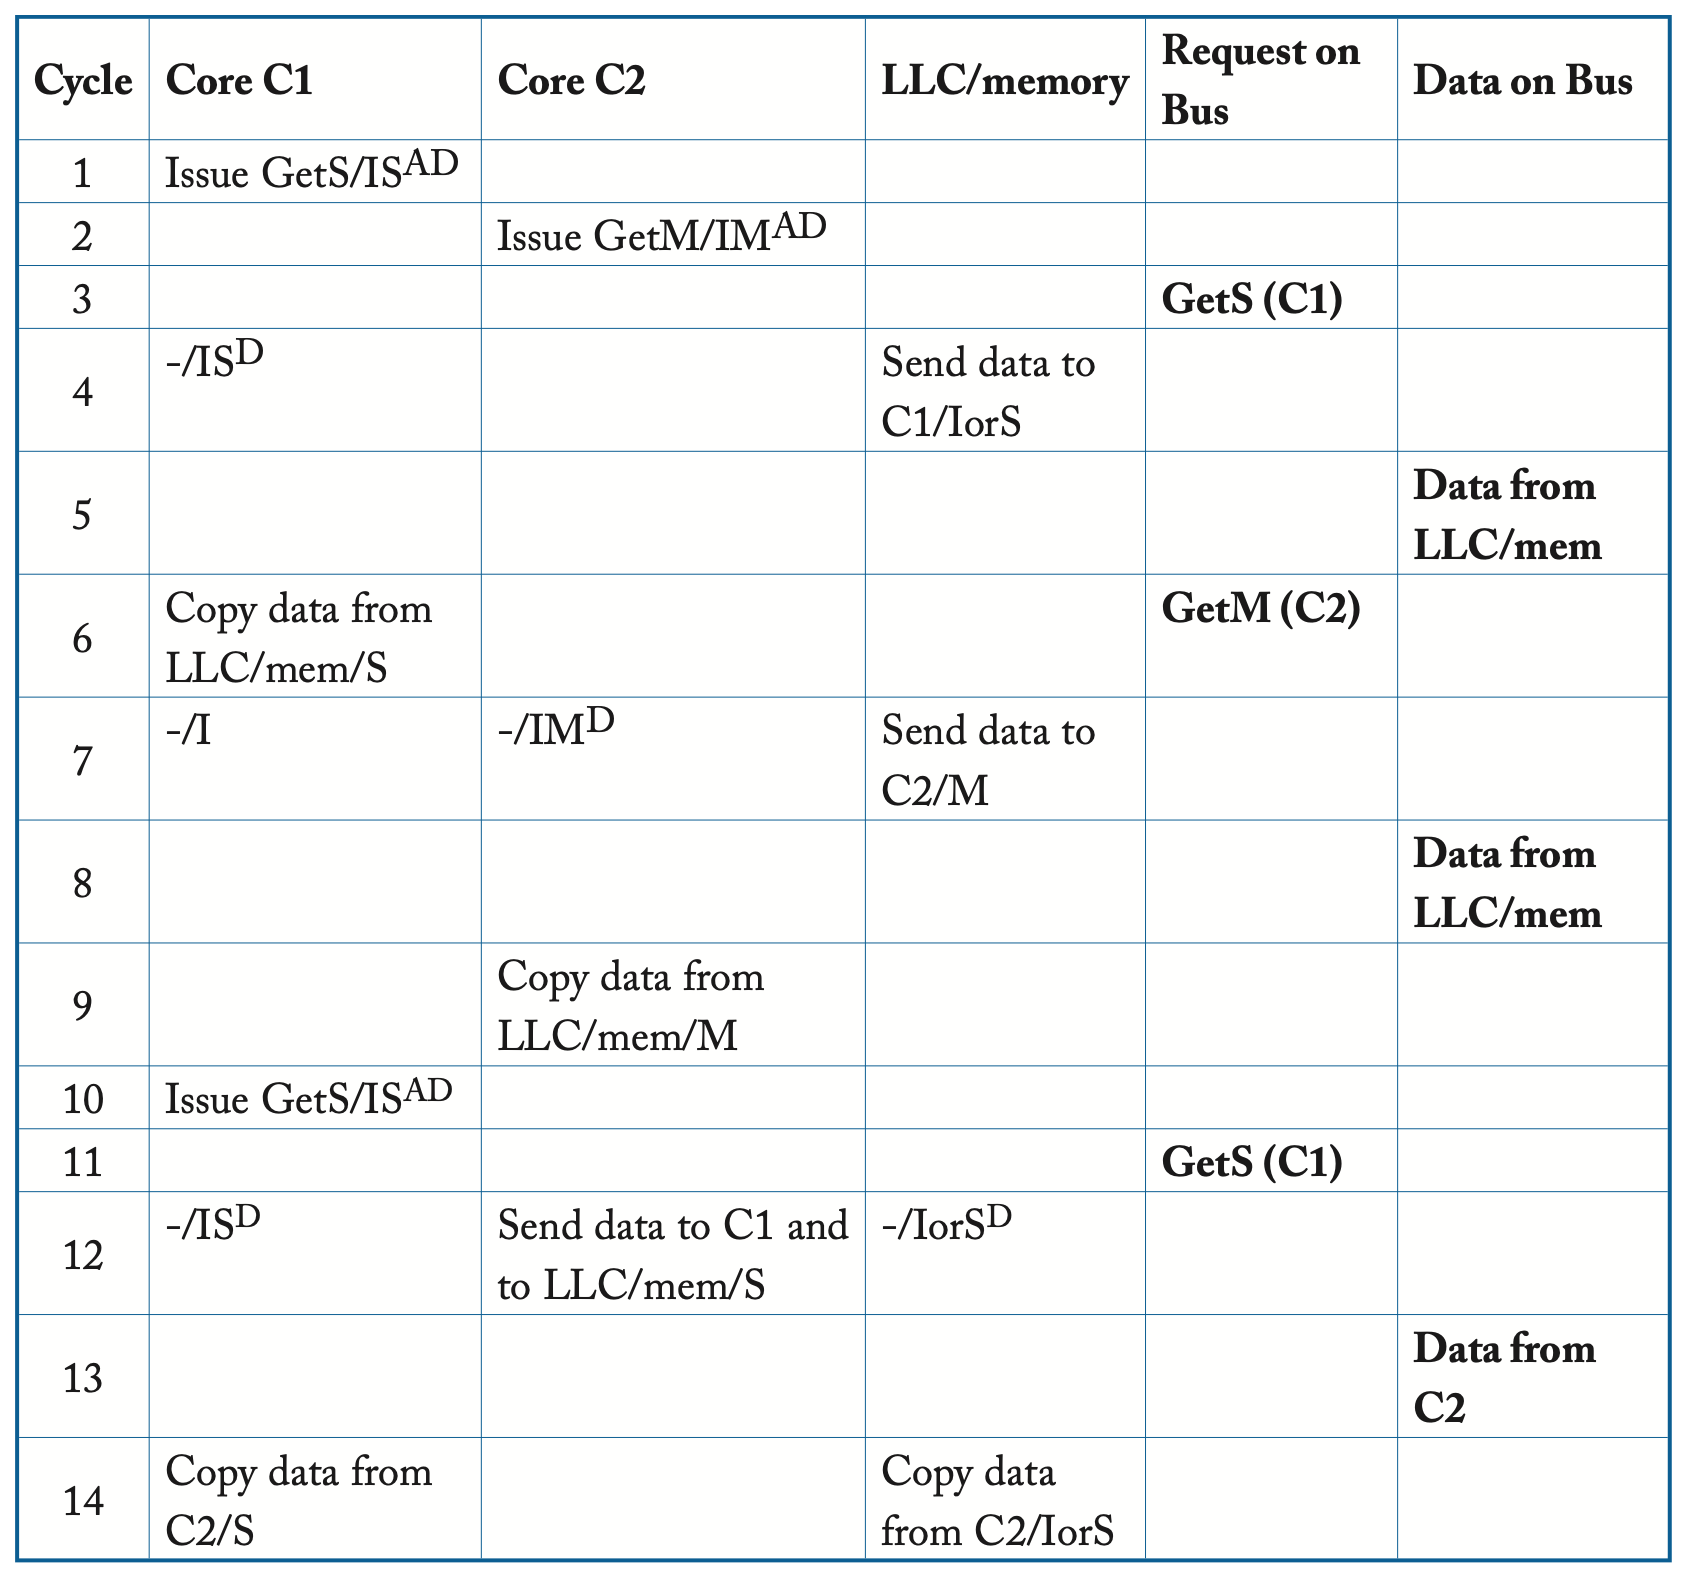 Cycle Core C1 Core C2 LLC/memory Request on Bus Data on Bus
1 Issue GetS/IS^AD
2 Issue GetM/IM^AD
3 GetS (C1)
4 -/IS^D Send data to C1/IorS
5 Data from LLC/mem
6 Copy data from LLC/mem/S GetM (C2)
7 -/I -/IM^D Send data to C2/M
8 Data from LLC/mem
9 Copy data from LLC/mem/M
10 Issue GetS/IS^AD
11 GetS (C1)
12 -/IS^D Send data to C1 and to LLC/mem/S -/IorS^D
13 Data from C2
14 Copy data from C2/S Copy data from C2/IorS